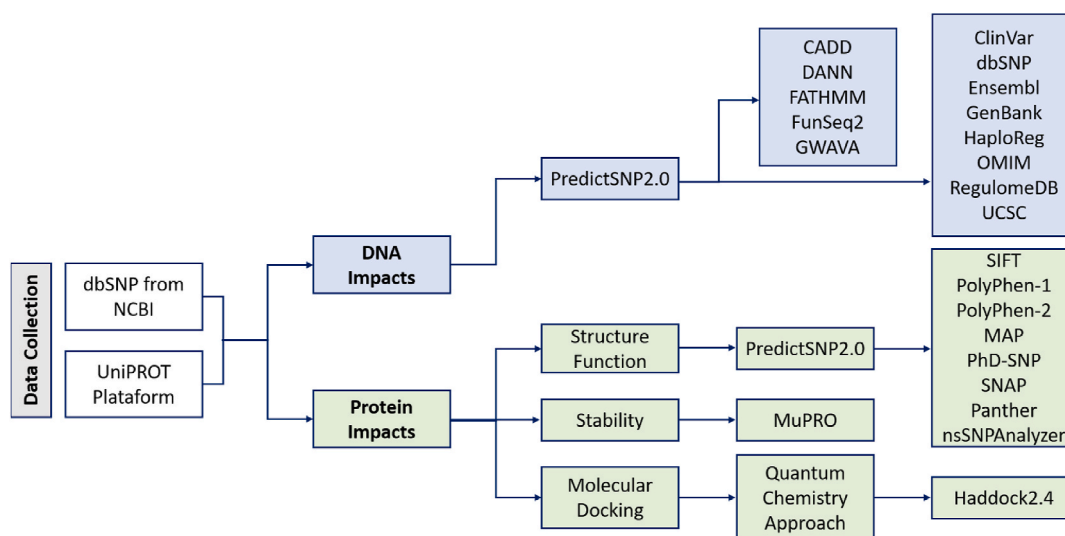 Data Collection
dbSNP from
NCBI
UniPROT
Plataform
DNA
Impacts
PredictSNP2.0
CADD
DANN
FATHMM
FunSeq2
GWAVA
ClinVar
dbSNP
Ensembl
GenBank
HaploReg
OMIM
RegulomeDB
UCSC
Protein
Impacts
Structure
Function
PredictSNP2.0
SIFT
PolyPhen-1
PolyPhen-2
MAP
PhD-SNP
SNAP
Panther
nsSNPAnalyzer
Stability
MuPRO
Molecular
Docking
Quantum
Chemistry
Approach
Haddock2.4